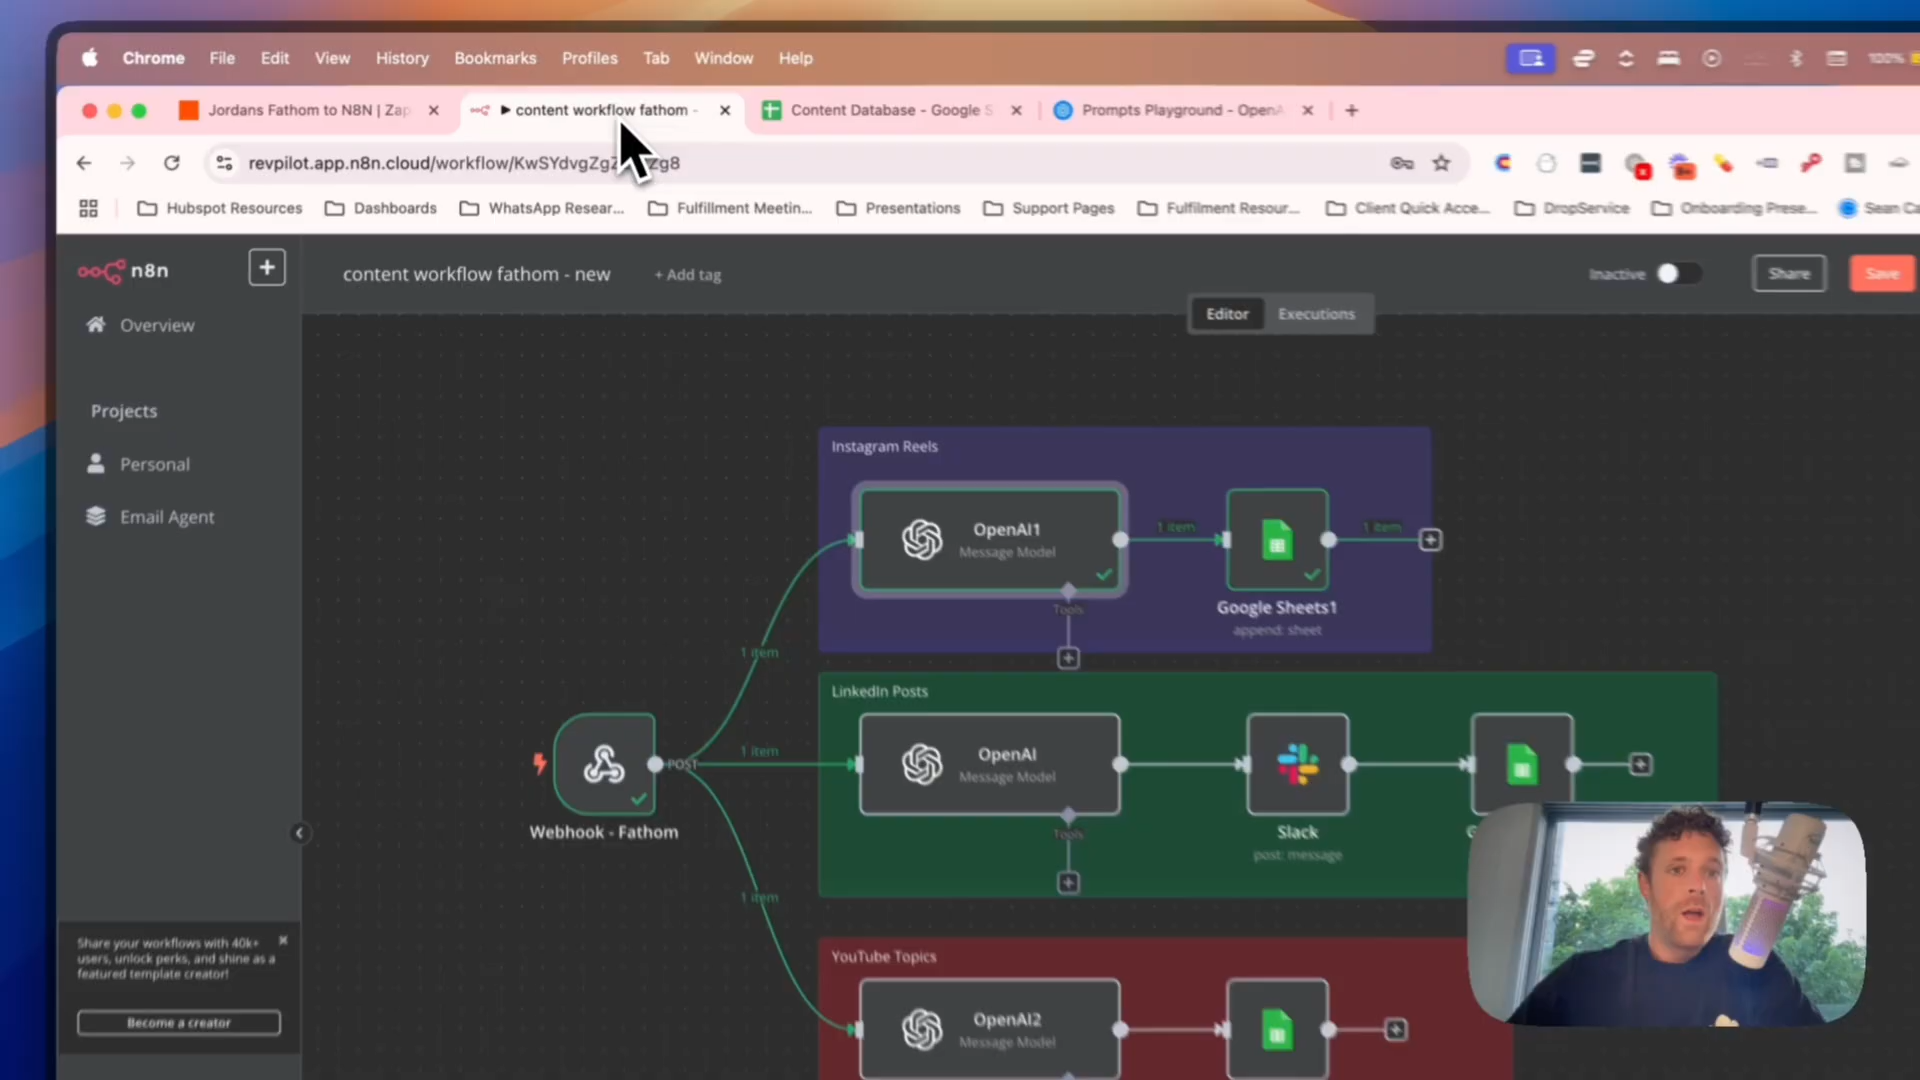 Chrome File Edit View History Bookmarks Profiles Tab Window Help 100%
Jordans Fathom to N8N | Zap
content workflow fathom -
Content Database - Google S
Prompts Playground - OpenA
revpilot.app.n8n.cloud/workflow/KwSYdvgZg
zg8
Hubspot Resources Dashboards WhatsApp Resear... Fulfillment Meetin... Presentations Support Pages Fulfilment Resour... Client Quick Acce... DropService Onboarding Prese... Sean Ca
n8n
content workflow fathom - new + Add tag Inactive Share Save
Editor Executions
Overview
Projects
Personal
Email Agent
Instagram Reels
OpenAI1
Message Model
1 item
1 item
Tools
Google Sheets1
append: sheet
1 item
LinkedIn Posts
OpenAI
Message Model
1 item
POST
Webhook - Fathom
Tools
Slack
post: message
G
1 item
YouTube Topics
OpenAI2
Message Model
Share your workflows with 40k+
users, unlock perks, and shine as a
featured template creator!
Become a creator